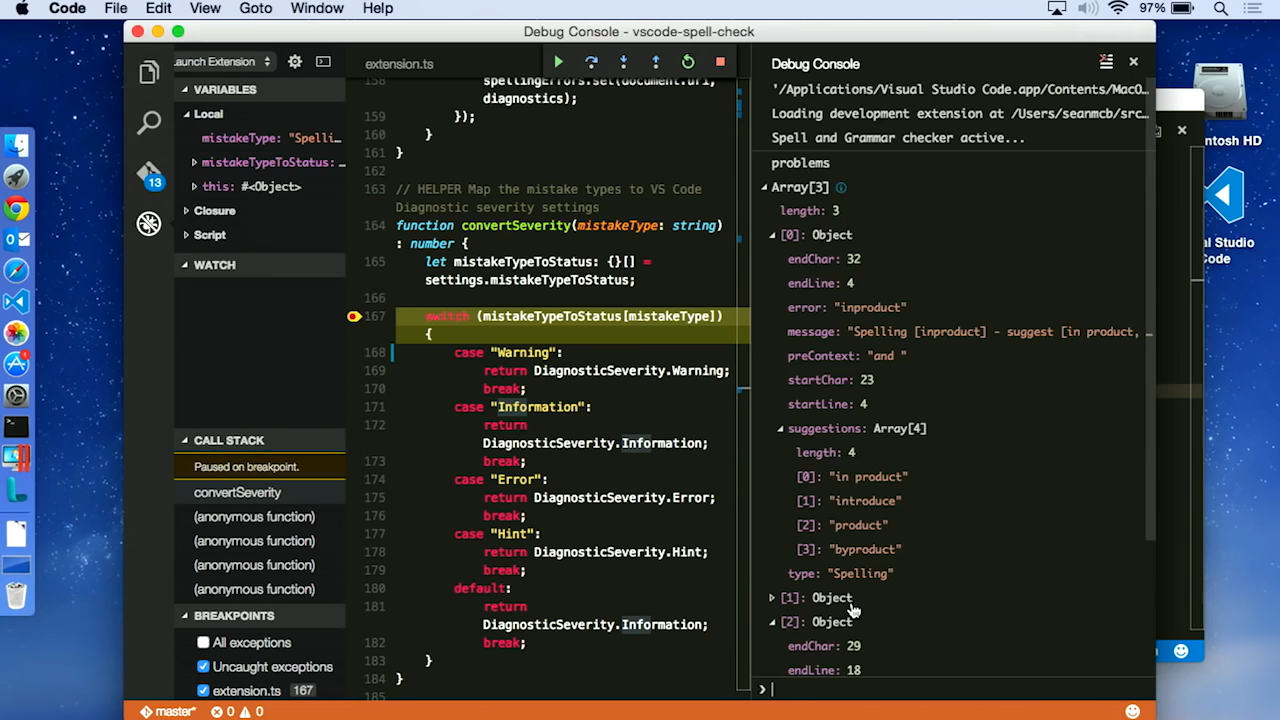 Code File Edit View Goto Window Help
97%
Debug Console - vscode-spell-check
Launch Extension
VARIABLES
Local
mistakeType: "Spelli…
mistakeTypeToStatus: …
this: #<Object>
Closure
Script
WATCH
13
CALL STACK
Paused on breakpoint.
convertSeverity
(anonymous function)
(anonymous function)
(anonymous function)
(anonymous function)
BREAKPOINTS
All exceptions
Uncaught exceptions
extension.ts 167
extension.ts
158 spellingErrors.set(document.uri,
diagnostics);
159 });
160 }
161 }
162
163 // HELPER Map the mistake types to VS Code
Diagnostic severity settings
164 function convertSeverity(mistakeType: string)
: number {
165 let mistakeTypeToStatus: {}[] =
settings.mistakeTypeToStatus;
166
167 switch (mistakeTypeToStatus[mistakeType])
{
168 case "Warning":
169 return DiagnosticSeverity.Warning;
170 break;
171 case "Information":
172 return
DiagnosticSeverity.Information;
173 break;
174 case "Error":
175 return DiagnosticSeverity.Error;
176 break;
177 case "Hint":
178 return DiagnosticSeverity.Hint;
179 break;
180 default:
181 return
DiagnosticSeverity.Information;
182 break;
183 }
184 }
185
Debug Console
'/Applications/Visual Studio Code.app/Contents/MacO…
Loading development extension at /Users/seanmcb/src…
Spell and Grammar checker active...
problems
Array[3]
length: 3
[0]: Object
endChar: 32
endLine: 4
error: "inproduct"
message: "Spelling [inproduct] - suggest [in product, …
preContext: "and "
startChar: 23
startLine: 4
suggestions: Array[4]
length: 4
[0]: "in product"
[1]: "introduce"
[2]: "product"
[3]: "byproduct"
type: "Spelling"
[1]: Object
[2]: Object
endChar: 29
endLine: 18
master* 0 0
ntosh HD
al Studio
Code